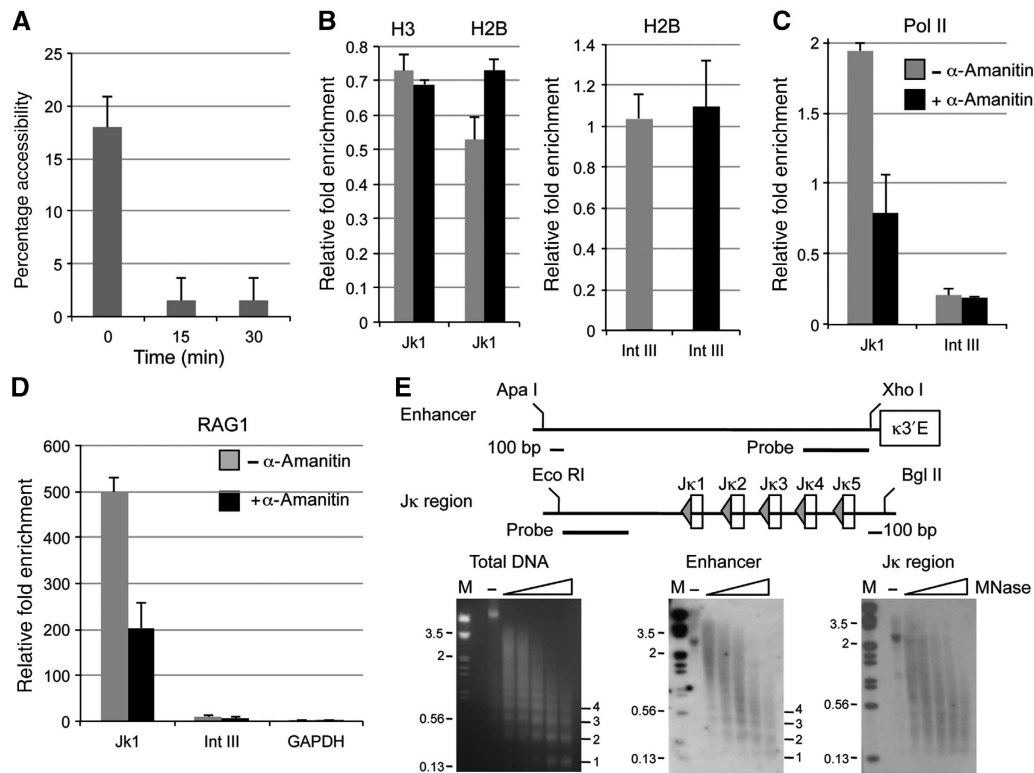 A
Percentage accessibility
25
20
15
10
5
0
0 15 30
Time (min)
B
H3 H2B
Relative fold enrichment
0.8
0.7
0.6
0.5
0.4
0.3
0.2
0.1
0
Jk1 Jk1
H2B
Relative fold enrichment
1.4
1.2
1
0.8
0.6
0.4
0.2
0
Int III Int III
C
Pol II
Relative fold enrichment
2
1.5
1
0.5
0
− α-Amanitin
+ α-Amanitin
Jk1 Int III
D
RAG1
Relative fold enrichment
600
500
400
300
200
100
0
− α-Amanitin
+ α-Amanitin
Jk1 Int III GAPDH
E
Apa I Xho I
Enhancer κ3′E
100 bp Probe
Eco RI Jκ1 Jκ2 Jκ3 Jκ4 Jκ5 Bgl II
Jκ region
Probe 100 bp
Total DNA Enhancer Jκ region
M − M − M − MNase
3.5
2
0.56
0.13
4
3
2
1
3.5
2
0.56
0.13
4
3
2
1
3.5
2
0.56
0.13